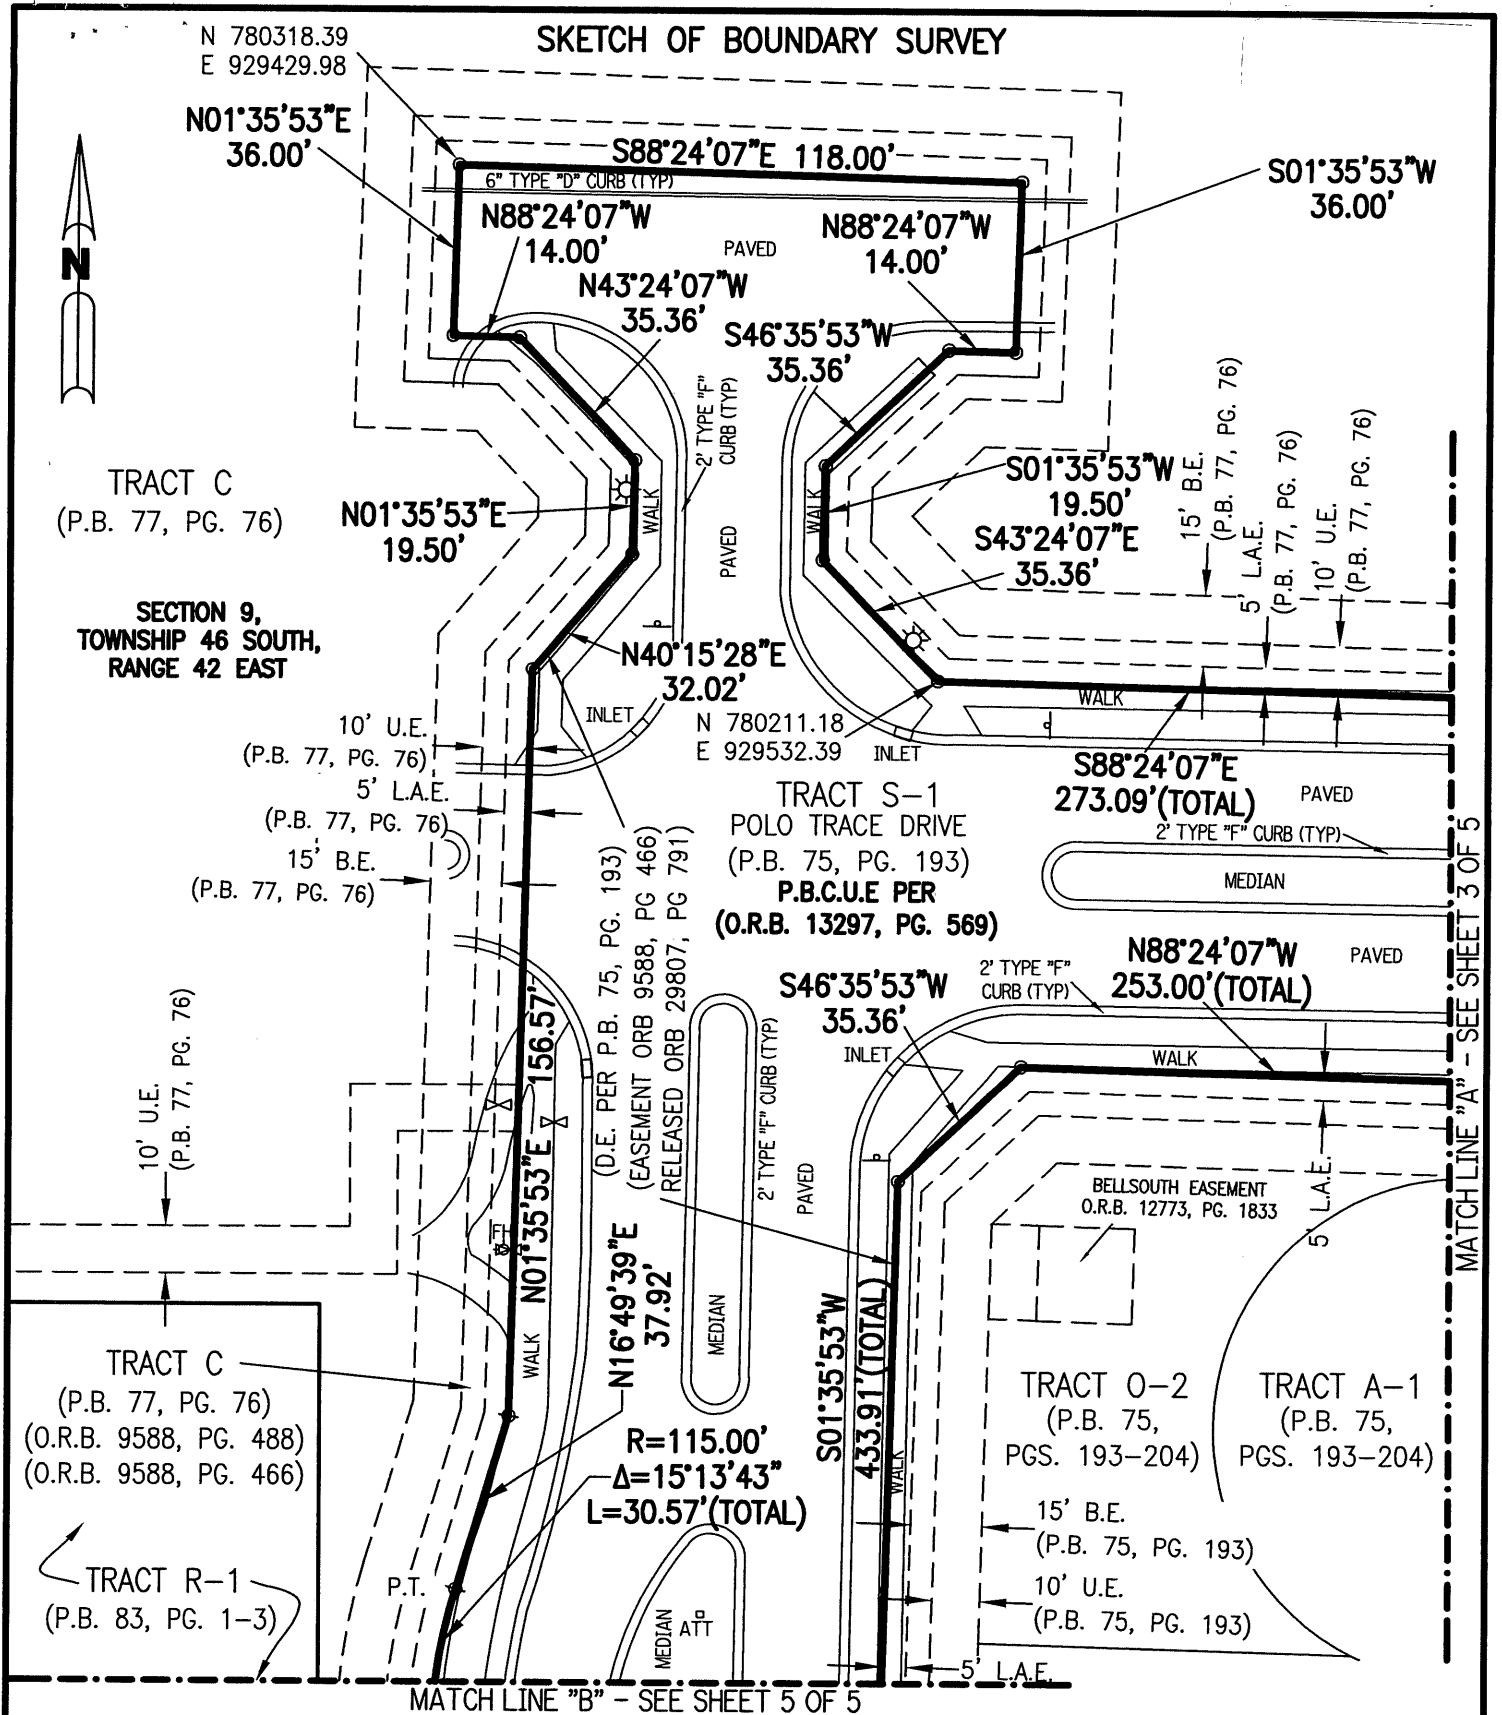 SKETCH OF BOUNDARY SURVEY
N 780318.39
E 929429.98
N01°35'53"E
36.00'
S88°24'07"E 118.00'
6" TYPE "D" CURB (TYP)
S01°35'53"W
36.00'
N88°24'07"W
14.00'
PAVED
N88°24'07"W
14.00'
N
N43°24'07"W
35.36'
S46°35'53"W
35.36'
2' TYPE "F"
CURB (TYP)
15' B.E.
(P.B. 77, PG. 76)
5' L.A.E.
(P.B. 77, PG. 76)
10' U.E.
(P.B. 77, PG. 76)
TRACT C
(P.B. 77, PG. 76)
N01°35'53"E
19.50'
WALK
PAVED
S01°35'53"W
19.50'
S43°24'07"E
35.36'
SECTION 9,
TOWNSHIP 46 SOUTH,
RANGE 42 EAST
N40°15'28"E
32.02'
INLET
N 780211.18
E 929532.39
INLET
WALK
10' U.E.
(P.B. 77, PG. 76)
5' L.A.E.
(P.B. 77, PG. 76)
15' B.E.
(P.B. 77, PG. 76)
S88°24'07"E
273.09'(TOTAL)
PAVED
2' TYPE "F" CURB (TYP)
TRACT S-1
POLO TRACE DRIVE
(P.B. 75, PG. 193)
P.B.C.U.E PER
(O.R.B. 13297, PG. 569)
MEDIAN
MATCH LINE "A" - SEE SHEET 3 OF 5
(D.E. PER P.B. 75, PG. 193)
(EASEMENT ORB 9588, PG 466)
RELEASED ORB 29807, PG 791)
N88°24'07"W
253.00'(TOTAL)
PAVED
S46°35'53"W
35.36'
2' TYPE "F"
CURB (TYP)
INLET
WALK
10' U.E.
(P.B. 77, PG. 76)
N01°35'53"E 156.57'
2' TYPE "F" CURB (TYP)
PAVED
BELLSOUTH EASEMENT
O.R.B. 12773, PG. 1833
5' L.A.E.
FH
N16°49'39"E
37.92'
MEDIAN
WALK
S01°35'53"W
433.91'(TOTAL)
WALK
TRACT C
(P.B. 77, PG. 76)
(O.R.B. 9588, PG. 488)
(O.R.B. 9588, PG. 466)
TRACT O-2
(P.B. 75,
PGS. 193-204)
TRACT A-1
(P.B. 75,
PGS. 193-204)
R=115.00'
Δ=15°13'43"
L=30.57'(TOTAL)
15' B.E.
(P.B. 75, PG. 193)
10' U.E.
(P.B. 75, PG. 193)
TRACT R-1
(P.B. 83, PG. 1-3)
P.T.
MEDIAN
ATT
5' L.A.E.
MATCH LINE "B" - SEE SHEET 5 OF 5